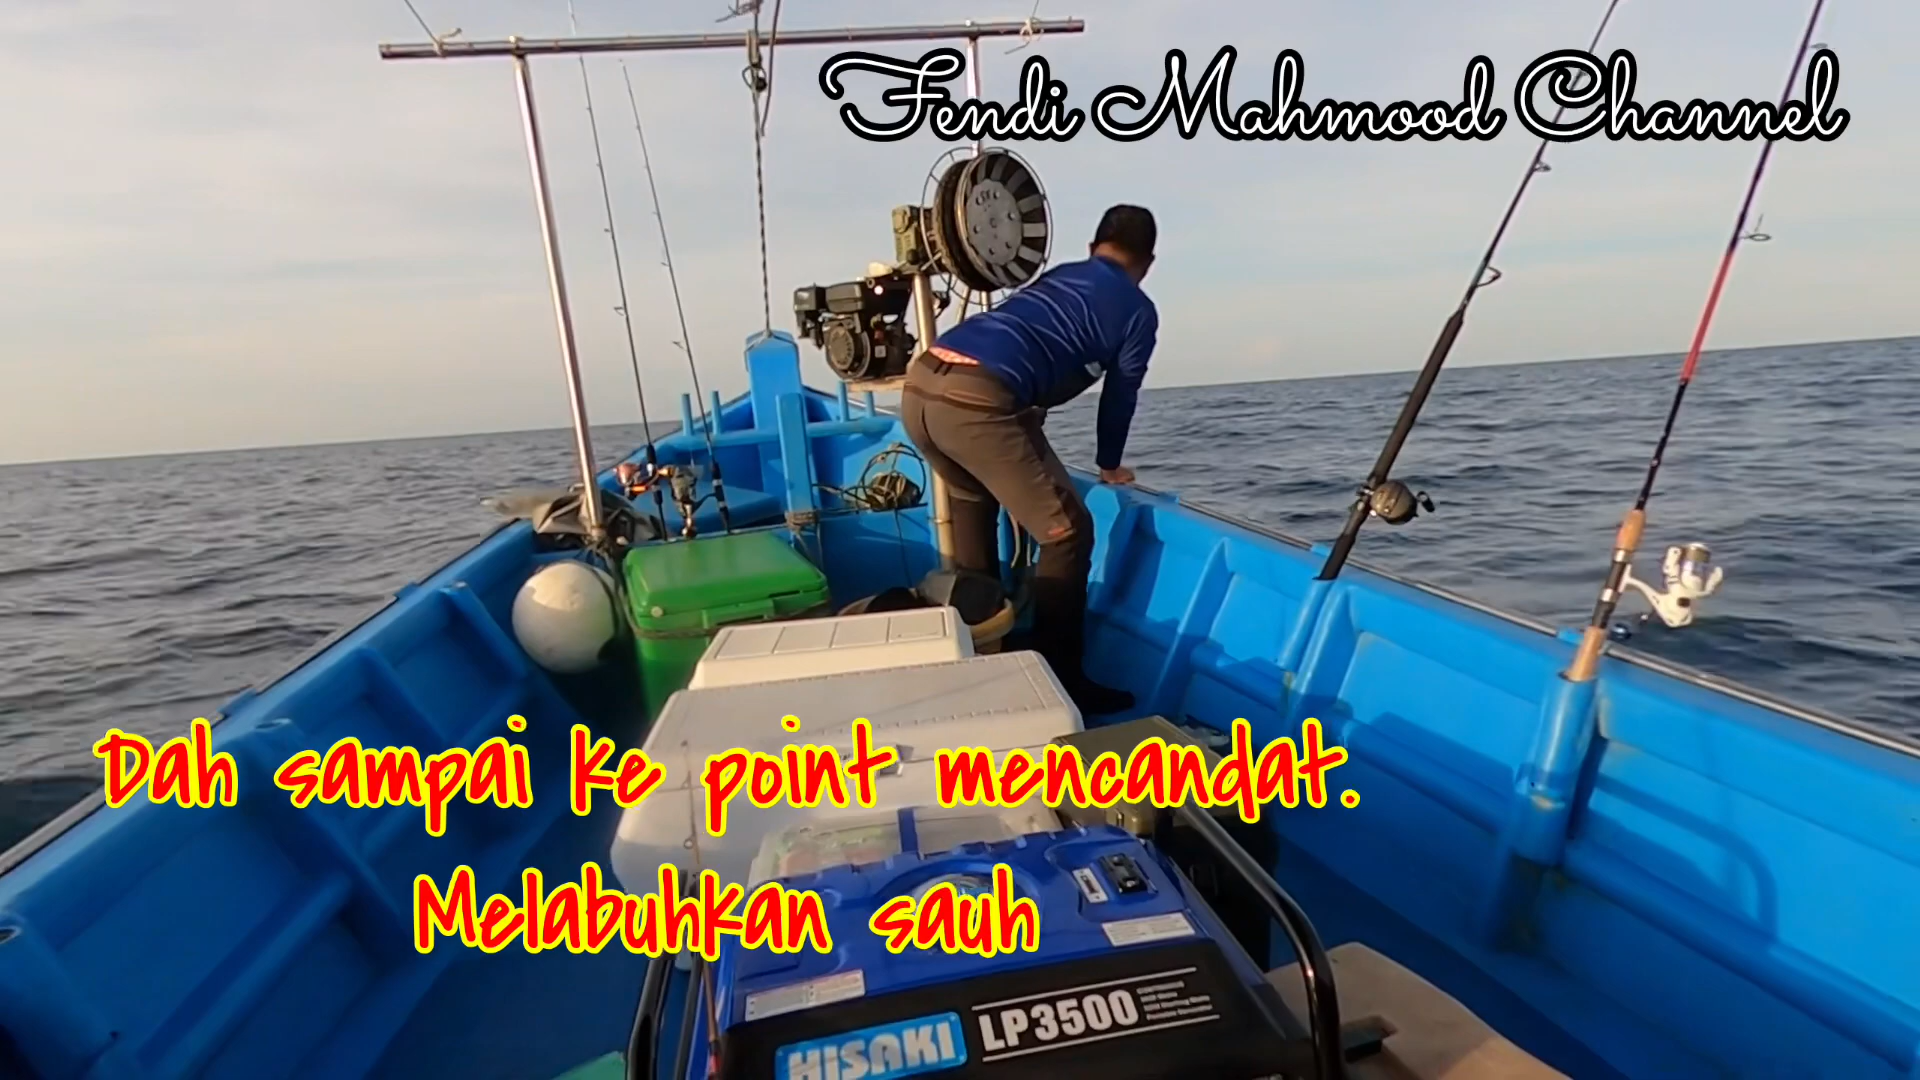 Fendi Mahmood Channel
Dah sampai ke point mencandat.
Melabuhkan sauh
LP3500
HISAKI